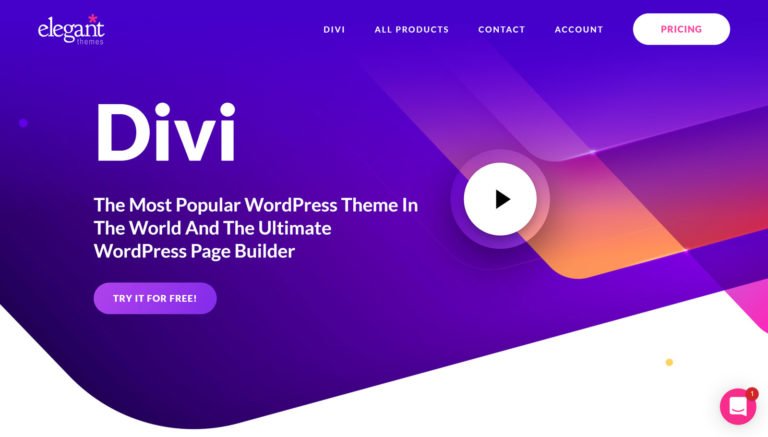 elegant
themes
DIVI
ALL PRODUCTS
CONTACT
ACCOUNT
PRICING
Divi
The Most Popular WordPress Theme In
The World And The Ultimate
WordPress Page Builder
TRY IT FOR FREE!
1